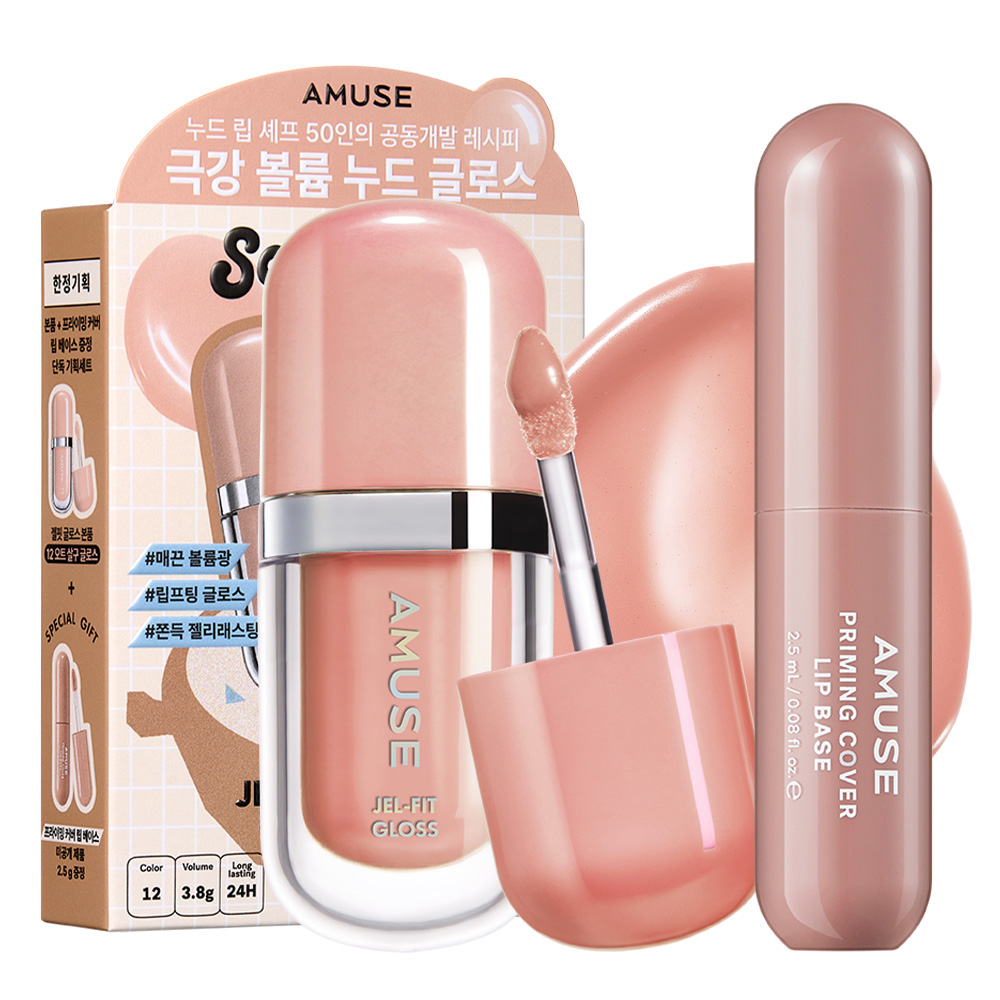 AMUSE
누드 립 셰프 50인의 공동개발 레시피
극강 볼륨 누드 글로스
한정기획
본품 + 프라이밍 커버
립 베이스 증정
단독 기획세트
젤핏 글로스 본품
12 오트 살구 글로스
+
SPECIAL GIFT
프라이밍 커버 립 베이스
미공개 제품
2.5g 증정
#매끈 볼륨광
#립프팅 글로스
#쫀득 젤리래스팅
Color
12
Volume
3.8g
Long
lasting
24H
AMUSE
JEL-FIT
GLOSS
AMUSE
PRIMING COVER
LIP BASE
2.5 mL / 0.08 fl. oz. ℮